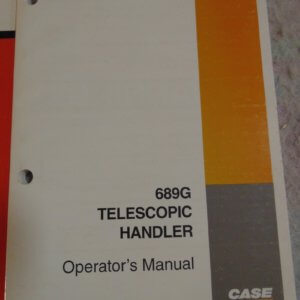 689G
TELESCOPIC
HANDLER
Operator's Manual
CASE